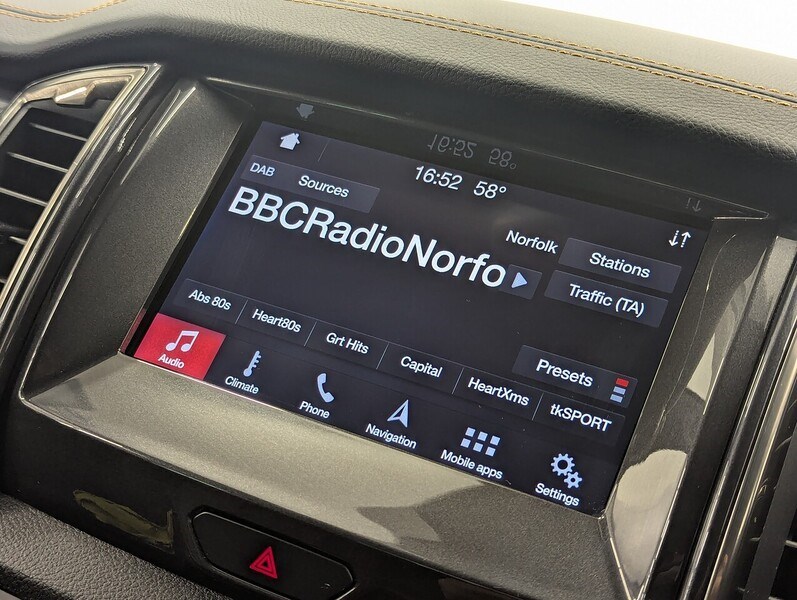 16:52 58°
DAB Sources
BBCRadioNorfo
Norfolk Stations
Traffic (TA)
Presets
Abs 80s Heart80s Grt Hits Capital HeartXms tkSPORT
Audio Climate Phone Navigation Mobile apps Settings